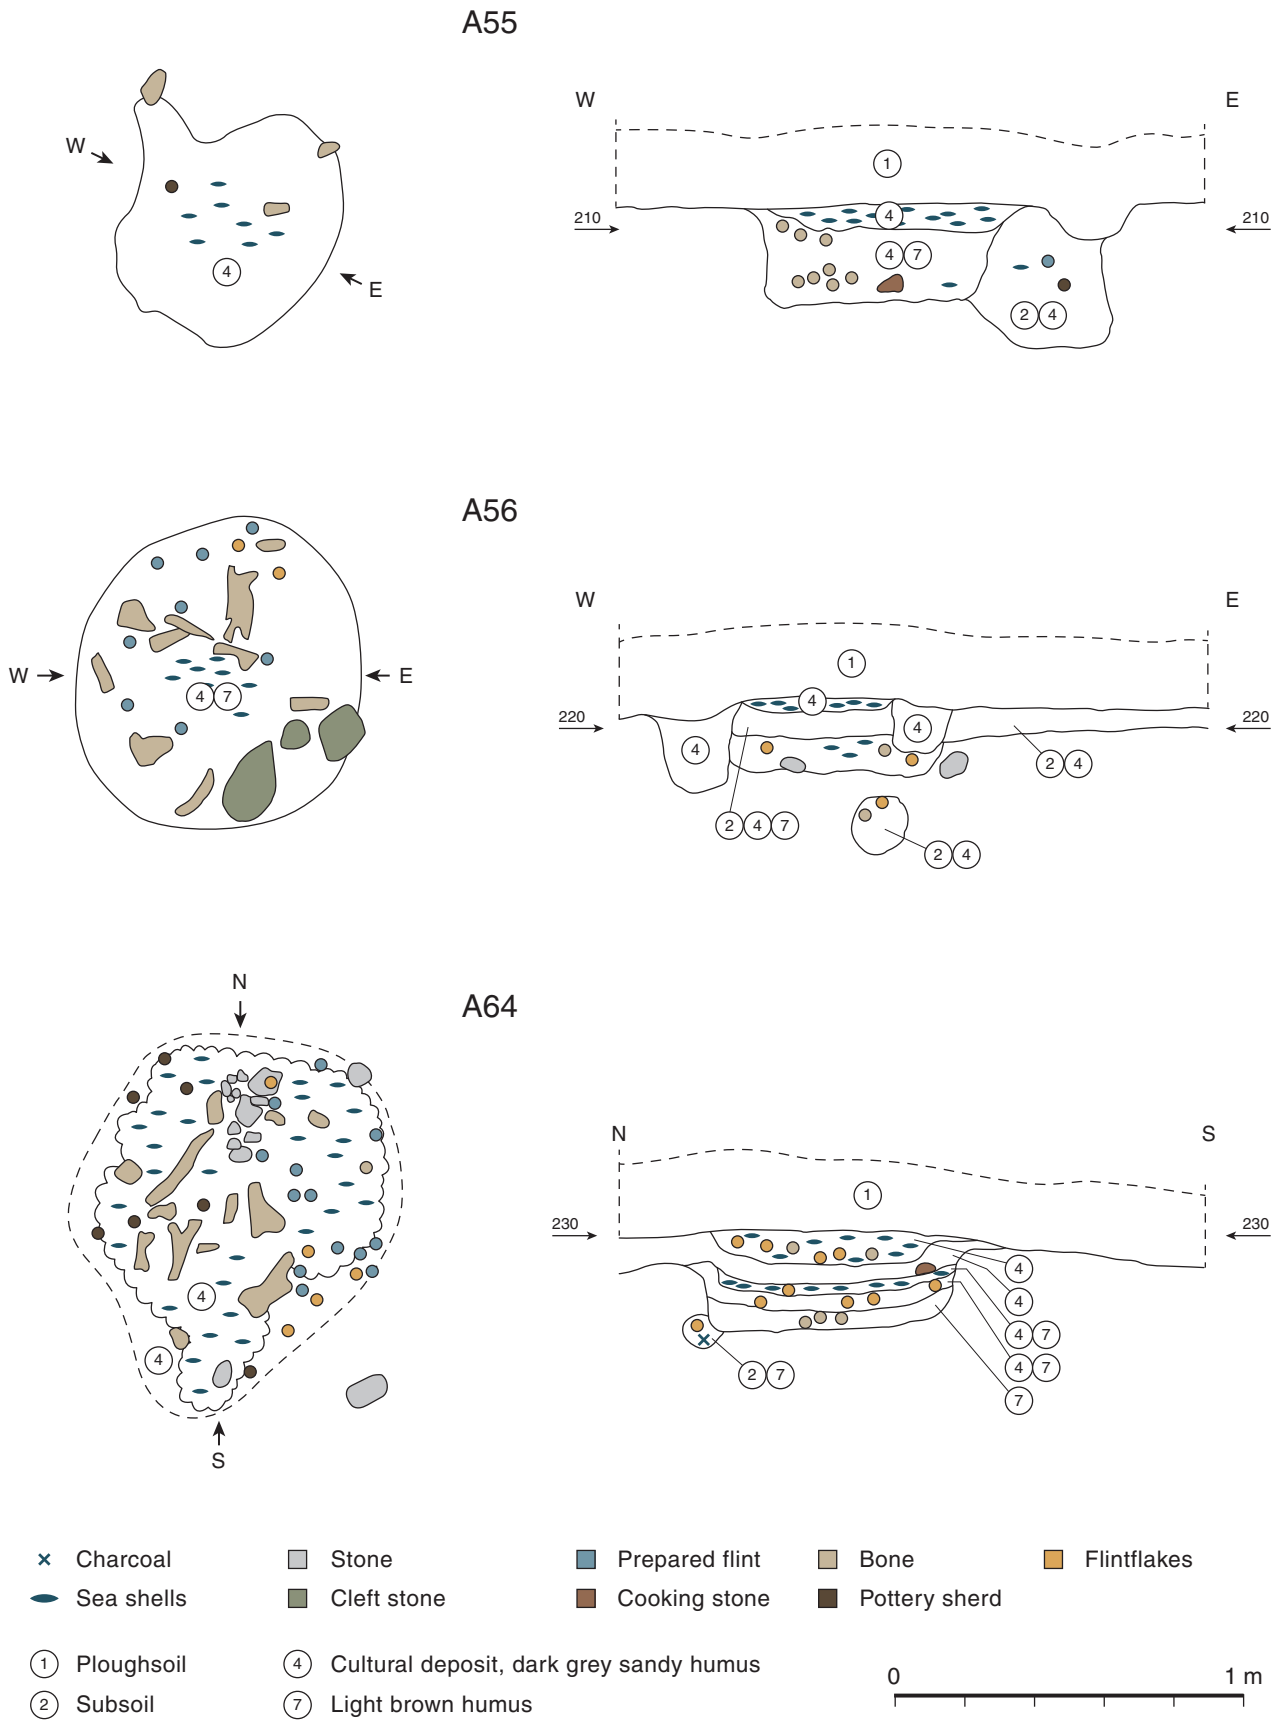 A55
W
E
4
W
E
1
210
210
4
4 7
2 4
A56
W
E
4 7
W
E
1
220
220
4
4
4
2 4
2 4 7
2 4
A64
N
4
4
S
N
S
1
230
230
4
4
4 7
4 7
7
2 7
Charcoal Stone Prepared flint Bone Flintflakes
Sea shells Cleft stone Cooking stone Pottery sherd
1 Ploughsoil 4 Cultural deposit, dark grey sandy humus
2 Subsoil 7 Light brown humus
0 1 m